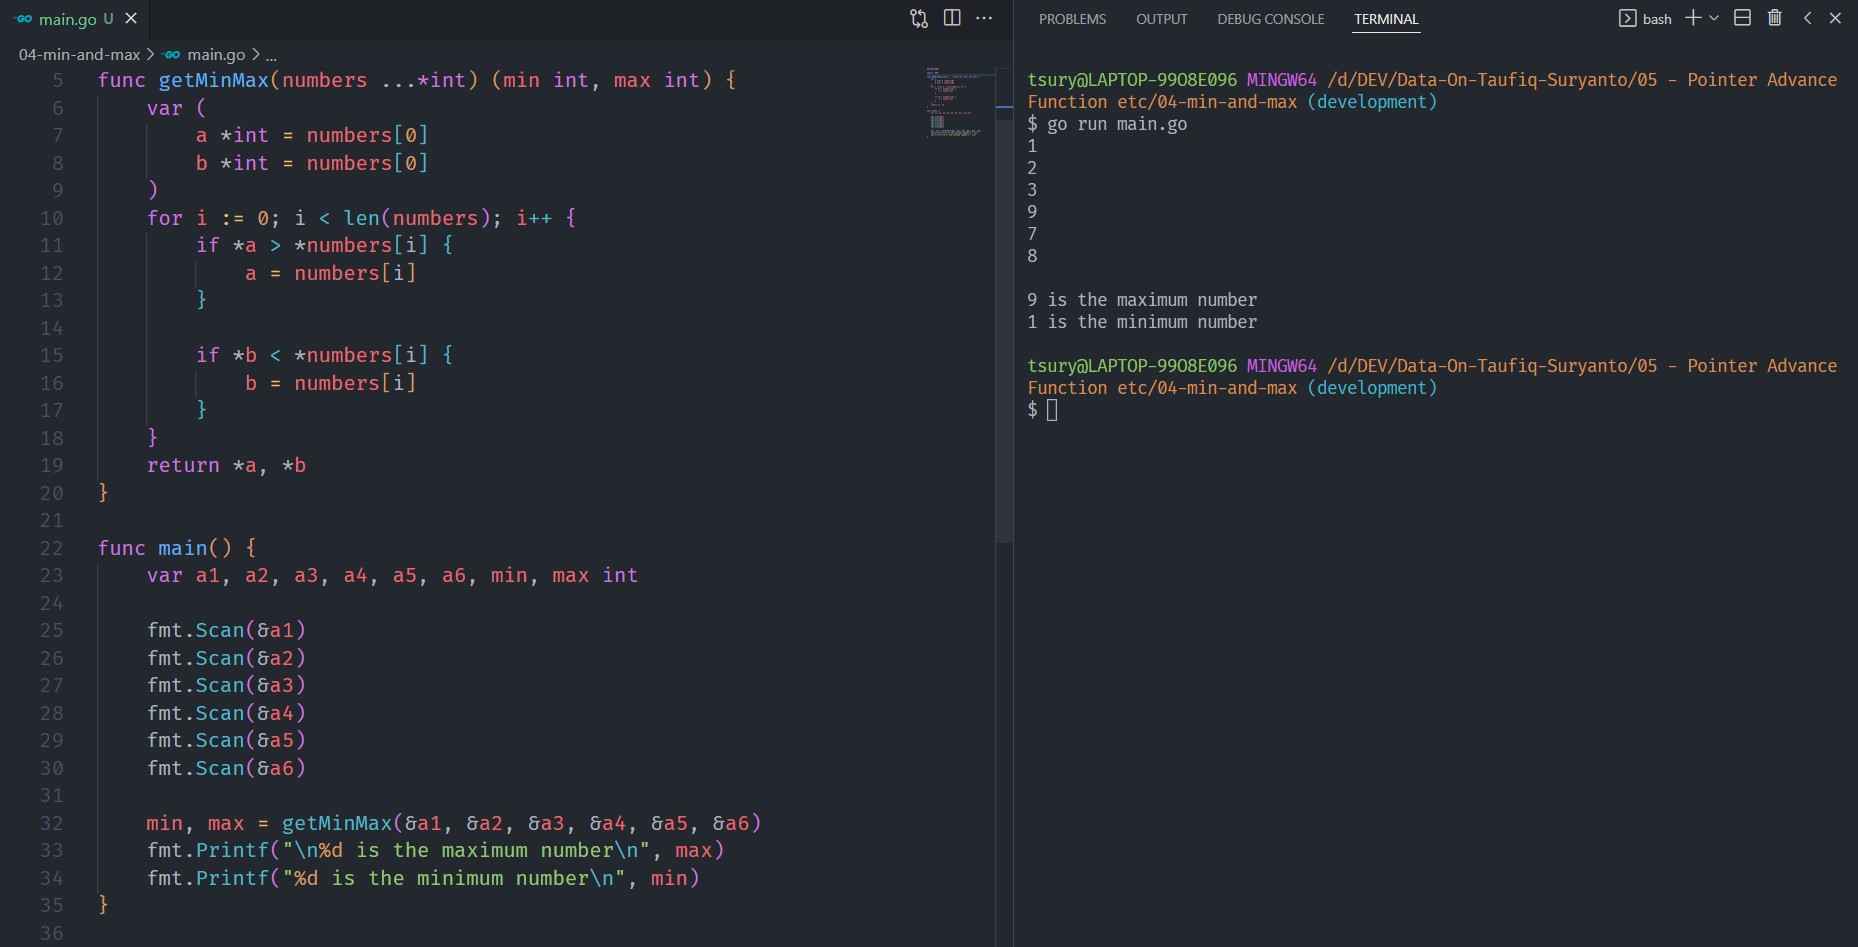 main.go U
04-min-and-max > main.go > ...
5 func getMinMax(numbers ...*int) (min int, max int) {
6 var (
7 a *int = numbers[0]
8 b *int = numbers[0]
9 )
10 for i := 0; i < len(numbers); i++ {
11 if *a > *numbers[i] {
12 a = numbers[i]
13 }
14
15 if *b < *numbers[i] {
16 b = numbers[i]
17 }
18 }
19 return *a, *b
20 }
21
22 func main() {
23 var a1, a2, a3, a4, a5, a6, min, max int
24
25 fmt.Scan(&a1)
26 fmt.Scan(&a2)
27 fmt.Scan(&a3)
28 fmt.Scan(&a4)
29 fmt.Scan(&a5)
30 fmt.Scan(&a6)
31
32 min, max = getMinMax(&a1, &a2, &a3, &a4, &a5, &a6)
33 fmt.Printf("\n%d is the maximum number\n", max)
34 fmt.Printf("%d is the minimum number\n", min)
35 }
36
PROBLEMS OUTPUT DEBUG CONSOLE TERMINAL bash
tsury@LAPTOP-99O8E096 MINGW64 /d/DEV/Data-On-Taufiq-Suryanto/05 - Pointer Advance
Function etc/04-min-and-max (development)
$ go run main.go
1
2
3
9
7
8
9 is the maximum number
1 is the minimum number
tsury@LAPTOP-99O8E096 MINGW64 /d/DEV/Data-On-Taufiq-Suryanto/05 - Pointer Advance
Function etc/04-min-and-max (development)
$